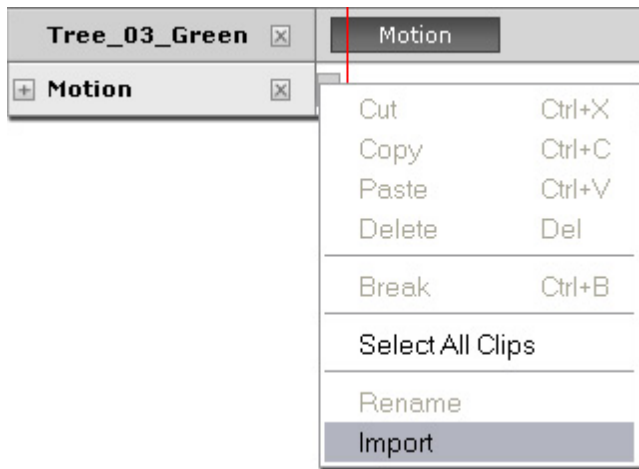 Tree_03_Green Motion
Motion
Cut Ctrl+X
Copy Ctrl+C
Paste Ctrl+V
Delete Del
Break Ctrl+B
Select All Clips
Rename
Import